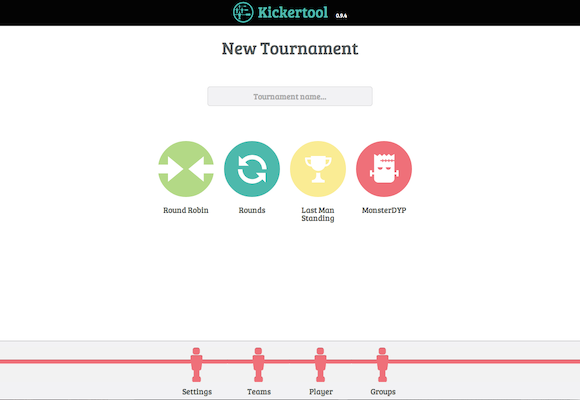 Kickertool 0.9.4
New Tournament
Tournament name...
Round Robin Rounds Last Man Standing MonsterDYP
Settings Teams Player Groups